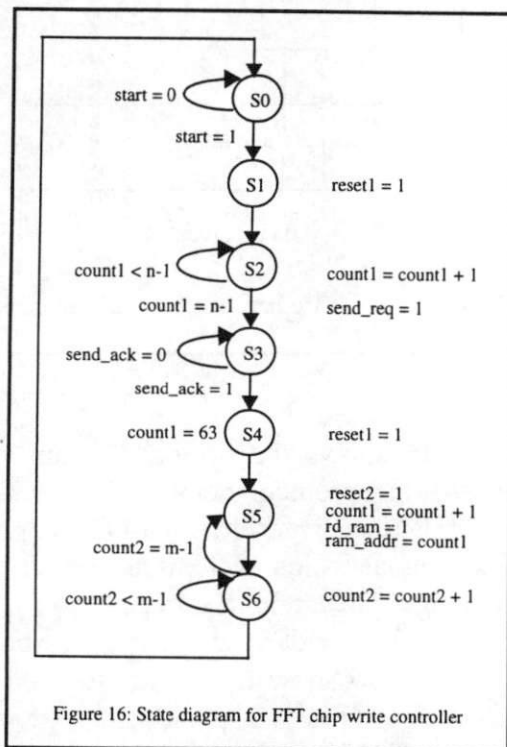 start = 0
S0
start = 1
S1
reset1 = 1
count1 < n-1
S2
count1 = count1 + 1
count1 = n-1
send_req = 1
send_ack = 0
S3
send_ack = 1
count1 = 63
S4
reset1 = 1
reset2 = 1
S5
count1 = count1 + 1
rd_ram = 1
ram_addr = count1
count2 = m-1
count2 < m-1
S6
count2 = count2 + 1
Figure 16: State diagram for FFT chip write controller